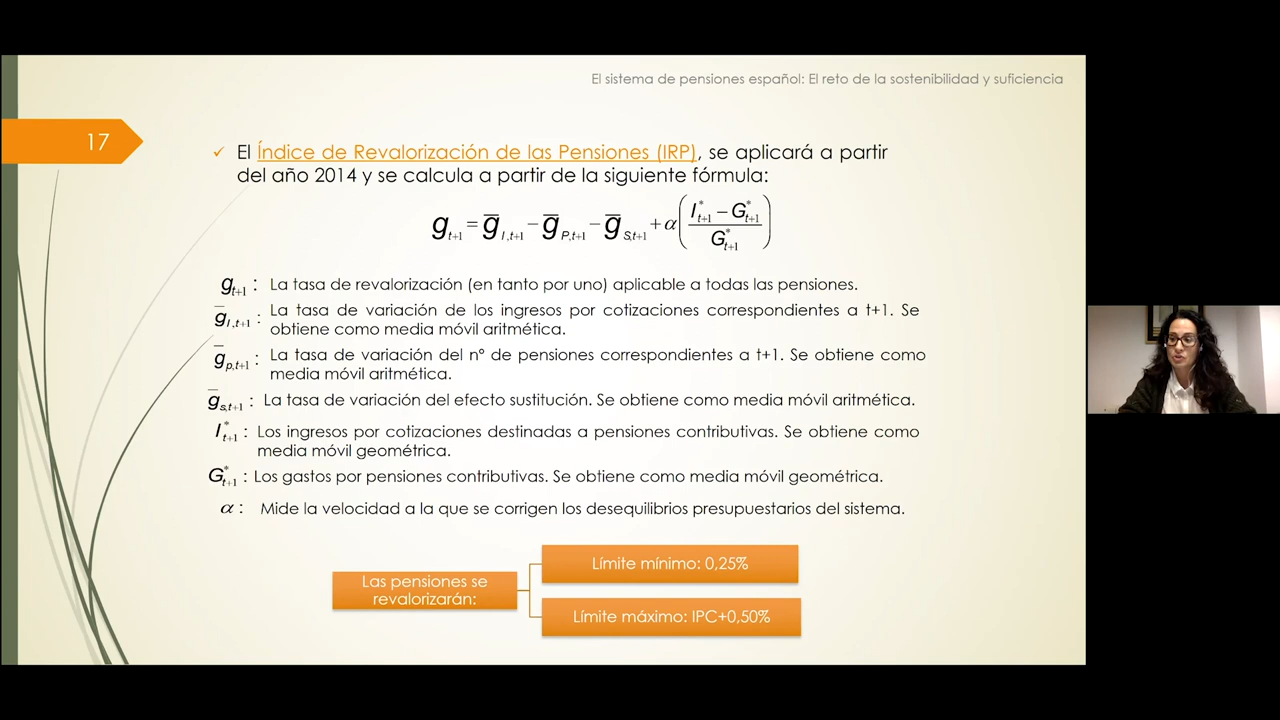 El sistema de pensiones español: El reto de la sostenibilidad y suficiencia
17
✓ El Índice de Revalorización de las Pensiones (IRP), se aplicará a partir
del año 2014 y se calcula a partir de la siguiente fórmula:
g_{t+1} = ḡ_{I,t+1} − ḡ_{P,t+1} − ḡ_{S,t+1} + α((I*_{t+1} − G*_{t+1}) / G*_{t+1})
g_{t+1} : La tasa de revalorización (en tanto por uno) aplicable a todas las pensiones.
ḡ_{I,t+1} : La tasa de variación de los ingresos por cotizaciones correspondientes a t+1. Se
obtiene como media móvil aritmética.
ḡ_{p,t+1} : La tasa de variación del nº de pensiones correspondientes a t+1. Se obtiene como
media móvil aritmética.
ḡ_{s,t+1} : La tasa de variación del efecto sustitución. Se obtiene como media móvil aritmética.
I*_{t+1} : Los ingresos por cotizaciones destinadas a pensiones contributivas. Se obtiene como
media móvil geométrica.
G*_{t+1} : Los gastos por pensiones contributivas. Se obtiene como media móvil geométrica.
α : Mide la velocidad a la que se corrigen los desequilibrios presupuestarios del sistema.
Las pensiones se
revalorizarán:
Límite mínimo: 0,25%
Límite máximo: IPC+0,50%